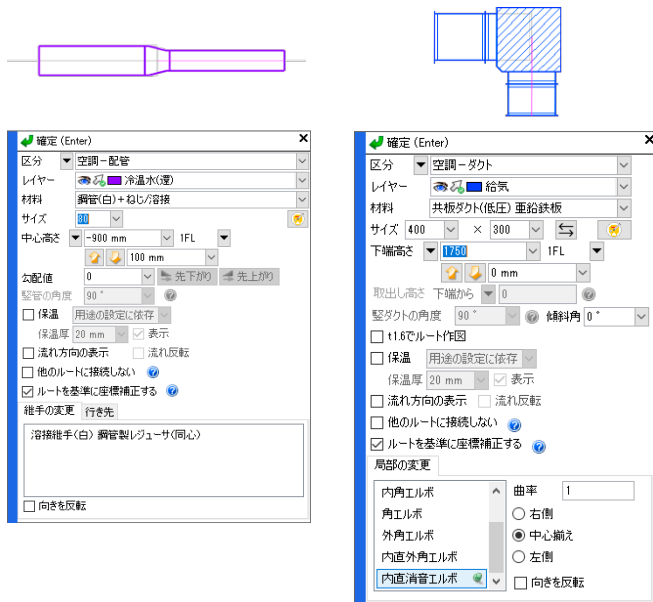 確定 (Enter)
区分 空調－配管
レイヤー 冷温水(還)
材料 鋼管(白)+ねじ/溶接
サイズ 80
中心高さ -900 mm 1FL
100 mm
勾配値 0 先下がり 先上がり
竪管の角度 90 °
保温 用途の設定に依存
保温厚 20 mm 表示
流れ方向の表示 流れ反転
他のルートに接続しない
ルートを基準に座標補正する
継手の変更 行き先
溶接継手(白) 鋼管製レジューサ(同心)
向きを反転
確定 (Enter)
区分 空調－ダクト
レイヤー 給気
材料 共板ダクト(低圧) 亜鉛鉄板
サイズ 400 × 300
下端高さ 1750 1FL
0 mm
取出し高さ 下端から 0
竪ダクトの角度 90 ° 傾斜角 0 °
t1.6でルート作図
保温 用途の設定に依存
保温厚 20 mm 表示
流れ方向の表示 流れ反転
他のルートに接続しない
ルートを基準に座標補正する
局部の変更
内角エルボ
角エルボ
外角エルボ
内直外角エルボ
内直消音エルボ
曲率 1
右側
中心揃え
左側
向きを反転